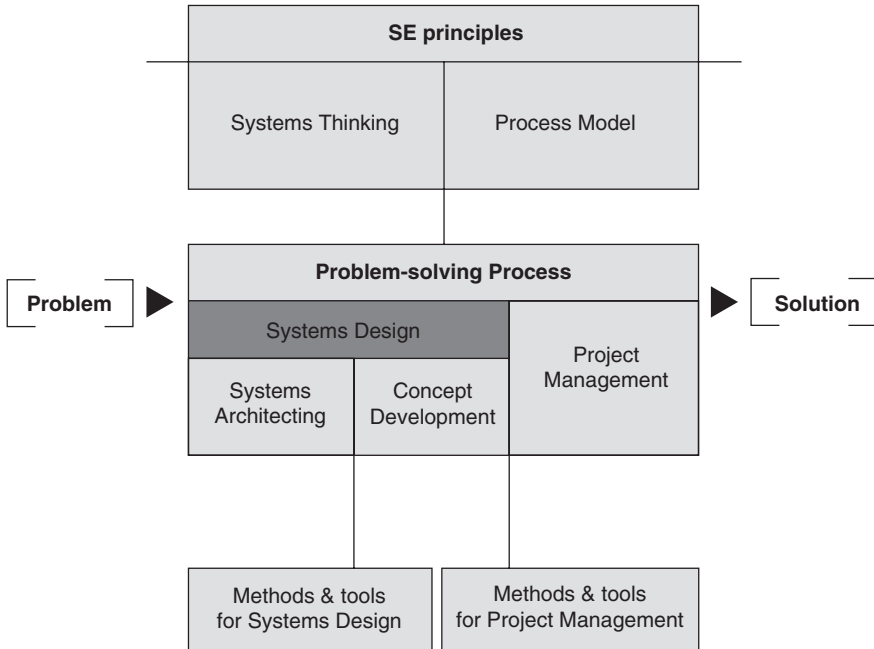 SE principles
Systems Thinking
Process Model
Problem-solving Process
Problem
Solution
Systems Design
Project
Management
Systems
Architecting
Concept
Development
Methods & tools
for Systems Design
Methods & tools
for Project Management